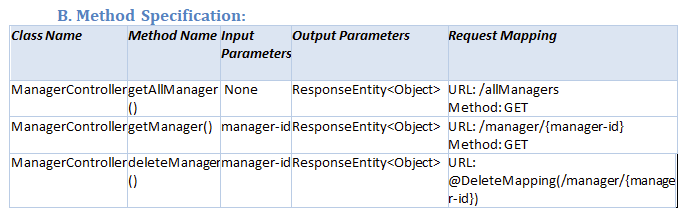 B. Method Specification:
Class Name Method Name Input Output Parameters Request Mapping
Parameters
ManagerController getAllManager None ResponseEntity<Object> URL: /allManagers
() Method: GET
ManagerController getManager() manager-id ResponseEntity<Object> URL: /manager/{manager-id}
Method: GET
ManagerController deleteManager manager-id ResponseEntity<Object> URL:
() @DeleteMapping(/manager/{manage
r-id})